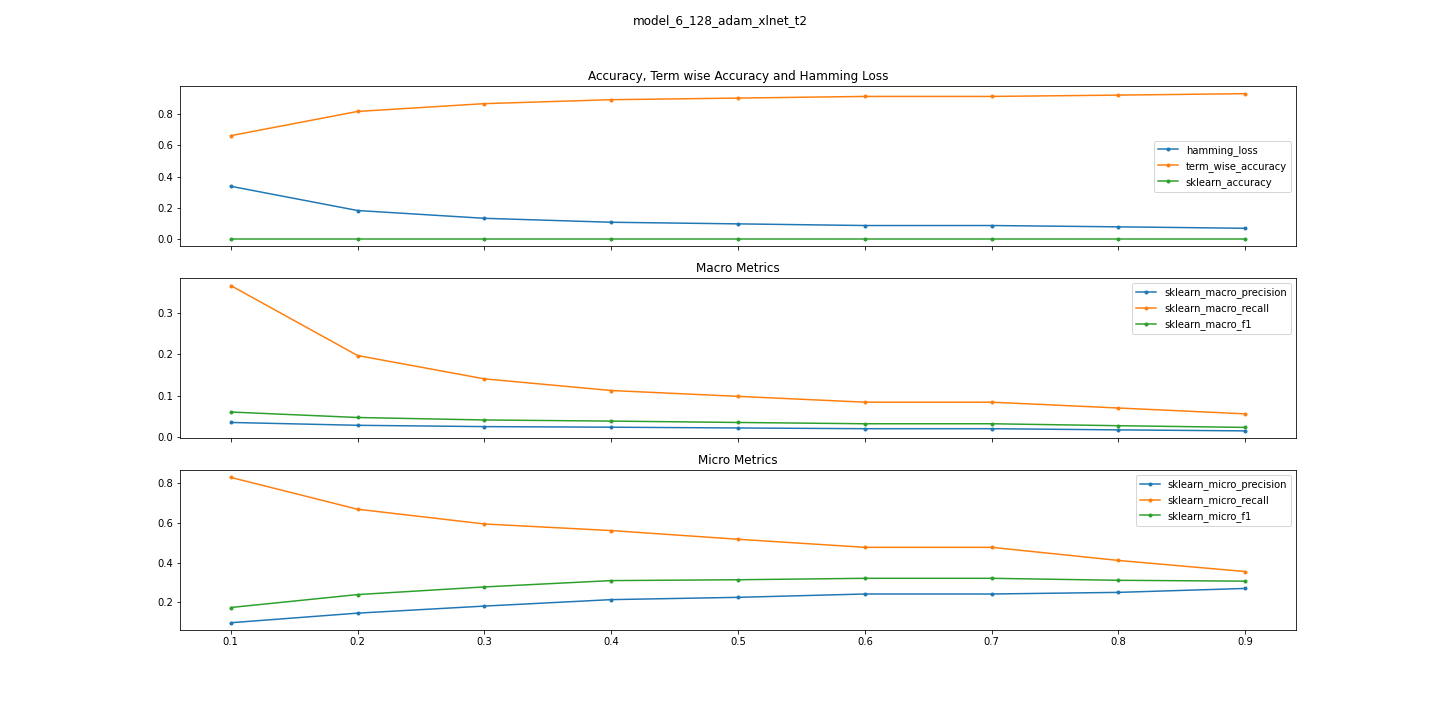 model_6_128_adam_xlnet_t2
Accuracy, Term wise Accuracy and Hamming Loss
0.8
0.6
0.4
0.2
0.0
hamming_loss
term_wise_accuracy
sklearn_accuracy
Macro Metrics
0.3
0.2
0.1
0.0
sklearn_macro_precision
sklearn_macro_recall
sklearn_macro_f1
Micro Metrics
0.8
0.6
0.4
0.2
sklearn_micro_precision
sklearn_micro_recall
sklearn_micro_f1
0.1 0.2 0.3 0.4 0.5 0.6 0.7 0.8 0.9